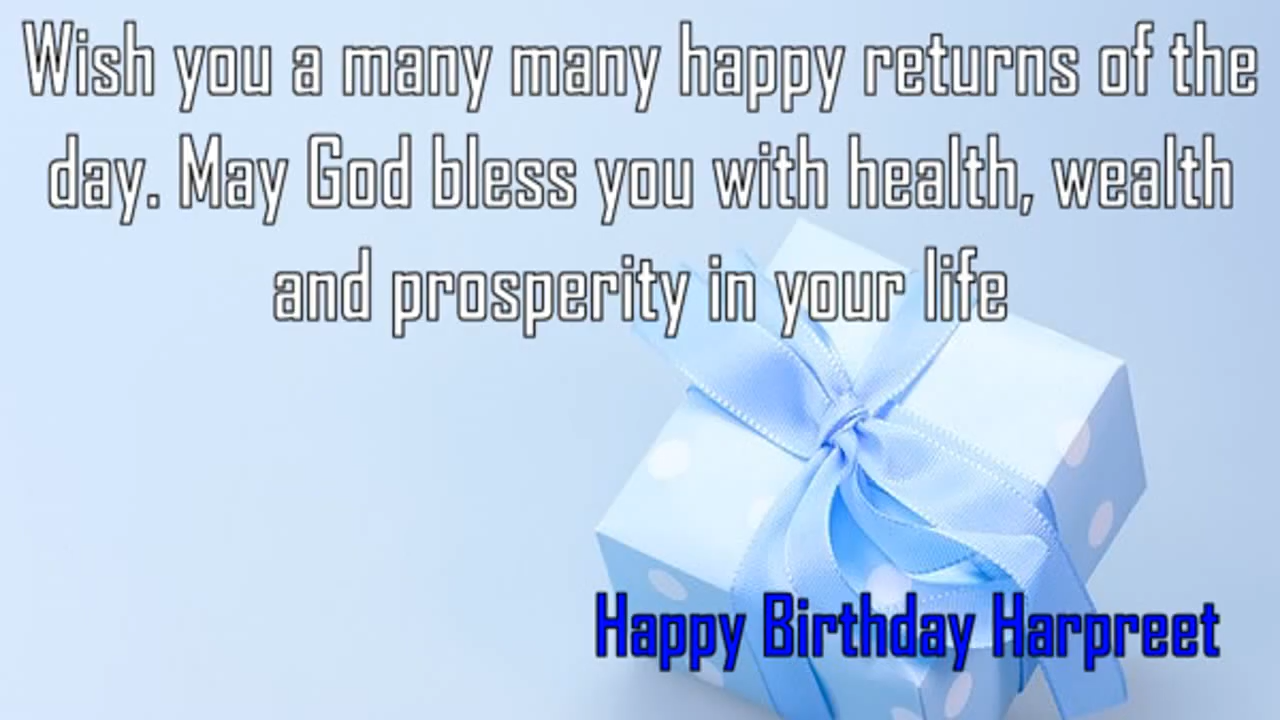 Wish you a many many happy returns of the
day. May God bless you with health, wealth
and prosperity in your life
Happy Birthday Harpreet